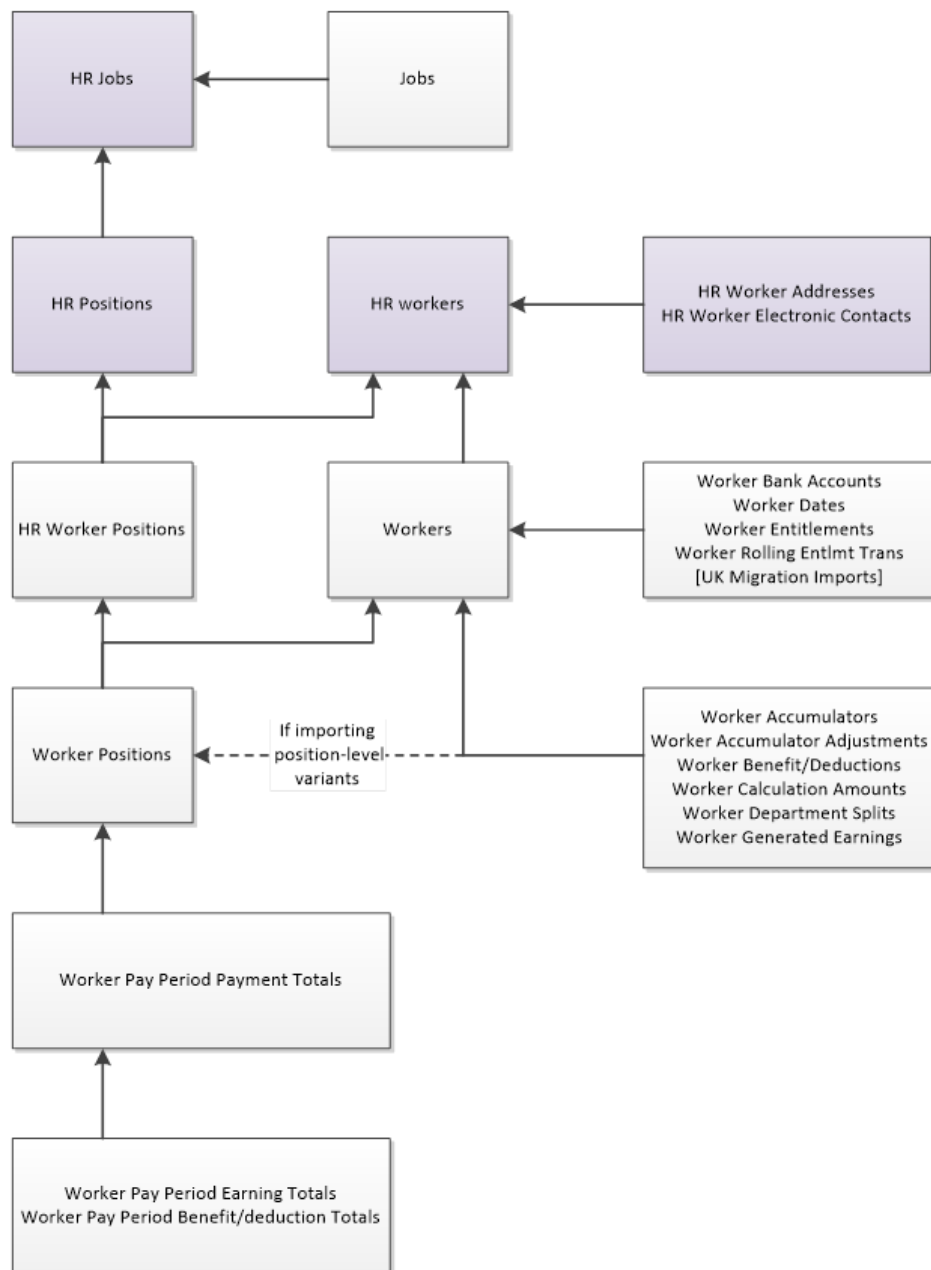 HR Jobs
Jobs
HR Positions
HR workers
HR Worker Addresses
HR Worker Electronic Contacts
HR Worker Positions
Workers
Worker Bank Accounts
Worker Dates
Worker Entitlements
Worker Rolling Entlmt Trans
[UK Migration Imports]
Worker Positions
If importing
position-level
variants
Worker Accumulators
Worker Accumulator Adjustments
Worker Benefit/Deductions
Worker Calculation Amounts
Worker Department Splits
Worker Generated Earnings
Worker Pay Period Payment Totals
Worker Pay Period Earning Totals
Worker Pay Period Benefit/deduction Totals